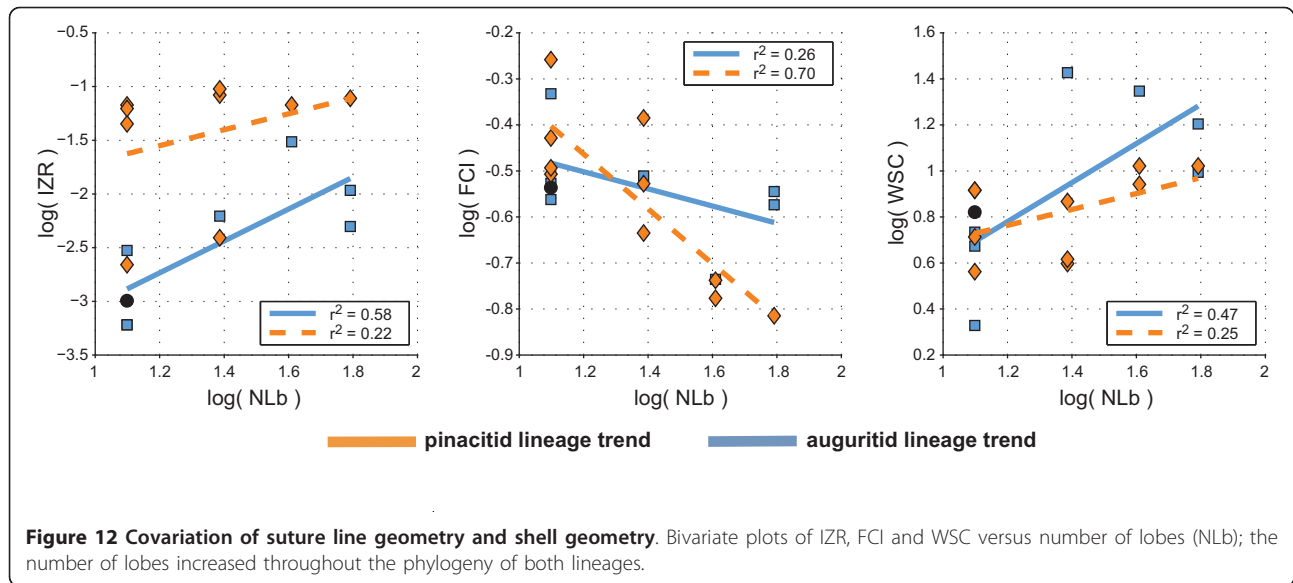 -0.5
−1
−1.5
−2
−2.5
−3
−3.5
log( IZR )
1
1.2
1.4
1.6
1.8
2
log( NLb )
r² = 0.58
r² = 0.22
-0.2
-0.3
-0.4
-0.5
-0.6
-0.7
-0.8
-0.9
log( FCI )
1
1.2
1.4
1.6
1.8
2
log( NLb )
r² = 0.26
r² = 0.70
1.6
1.4
1.2
1
0.8
0.6
0.4
0.2
log( WSC )
1
1.2
1.4
1.6
1.8
2
log( NLb )
r² = 0.47
r² = 0.25
pinacitid lineage trend
auguritid lineage trend
Figure 12 Covariation of suture line geometry and shell geometry. Bivariate plots of IZR, FCI and WSC versus number of lobes (NLb); the
number of lobes increased throughout the phylogeny of both lineages.